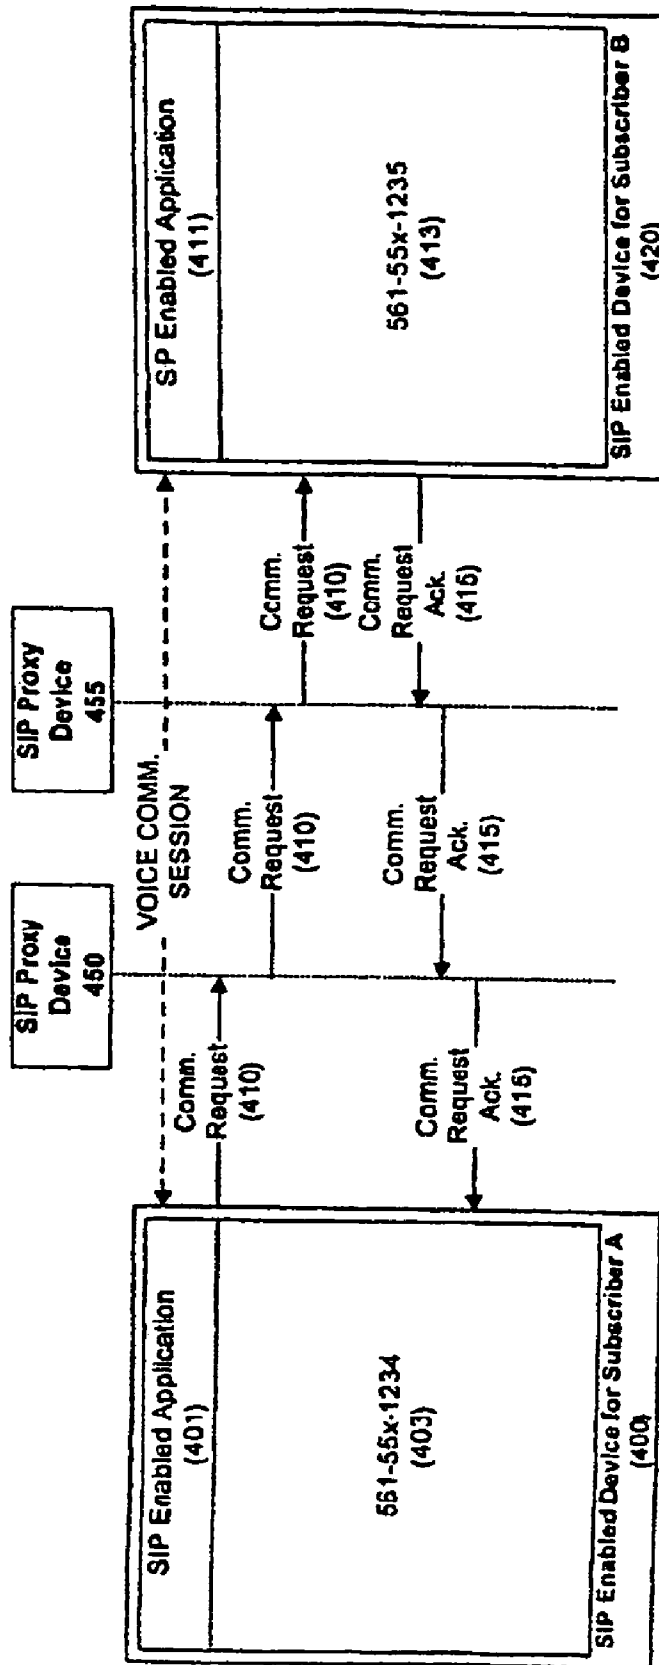 SIP Proxy
Device
450
SIP Proxy
Device
455
VOICE COMM.
SESSION
SIP Enabled Application
(401)
561-55x-1234
(403)
SIP Enabled Device for Subscriber A
(400)
Comm.
Request
(410)
Comm.
Request
(410)
Comm.
Request
(410)
Comm.
Request
Ack.
(415)
Comm.
Request
Ack.
(415)
Comm.
Request
Ack.
(415)
SIP Enabled Application
(411)
561-55x-1235
(413)
SIP Enabled Device for Subscriber B
(420)